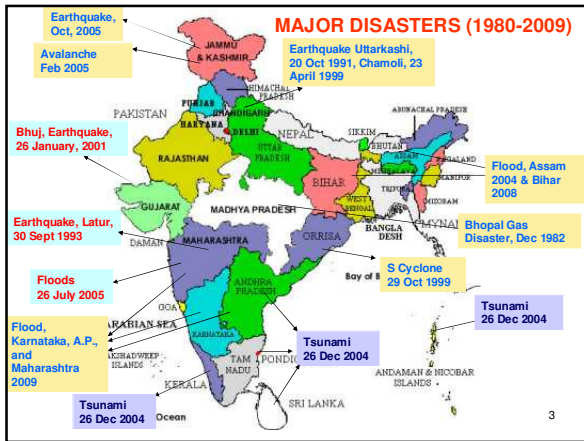 MAJOR DISASTERS (1980-2009)
Earthquake,
Oct, 2005
Avalanche
Feb 2005
JAMMU
& KASHMIR
Earthquake Uttarkashi,
20 Oct 1991, Chamoli, 23
April 1999
HIMACHAL
PRADESH
PAKISTAN
PUNJAB
CHANDIGARH
HARYANA
DELHI
ARUNACHAL PRADESH
NEPAL
SIKKIM
BHUTAN
Bhuj, Earthquake,
26 January, 2001
RAJASTHAN
UTTAR
PRADESH
ASSAM
NAGALAND
MEGHALAYA
MANIPUR
BIHAR
Flood, Assam
2004 & Bihar
2008
TRIPURA
MIZORAM
GUJARAT
MADHYA PRADESH
WEST
BENGAL
BANGLA
DESH
MYNA
Bhopal Gas
Disaster, Dec 1982
Earthquake, Latur,
30 Sept 1993
DAMAN
MAHARASHTRA
ORRISA
S Cyclone
29 Oct 1999
Floods
26 July 2005
Bay of B
ANDHRA
PRADESH
GOA
ARABIAN SEA
KARNATAKA
Flood,
Karnataka, A.P.,
and
Maharashtra
2009
Tsunami
26 Dec 2004
Tsunami
26 Dec 2004
AKSHADWEEP
ISLANDS
TAM
NADU
PONDIC
ANDAMAN & NICOBAR
ISLANDS
KERALA
Tsunami
26 Dec 2004
SRI LANKA
Ocean
3